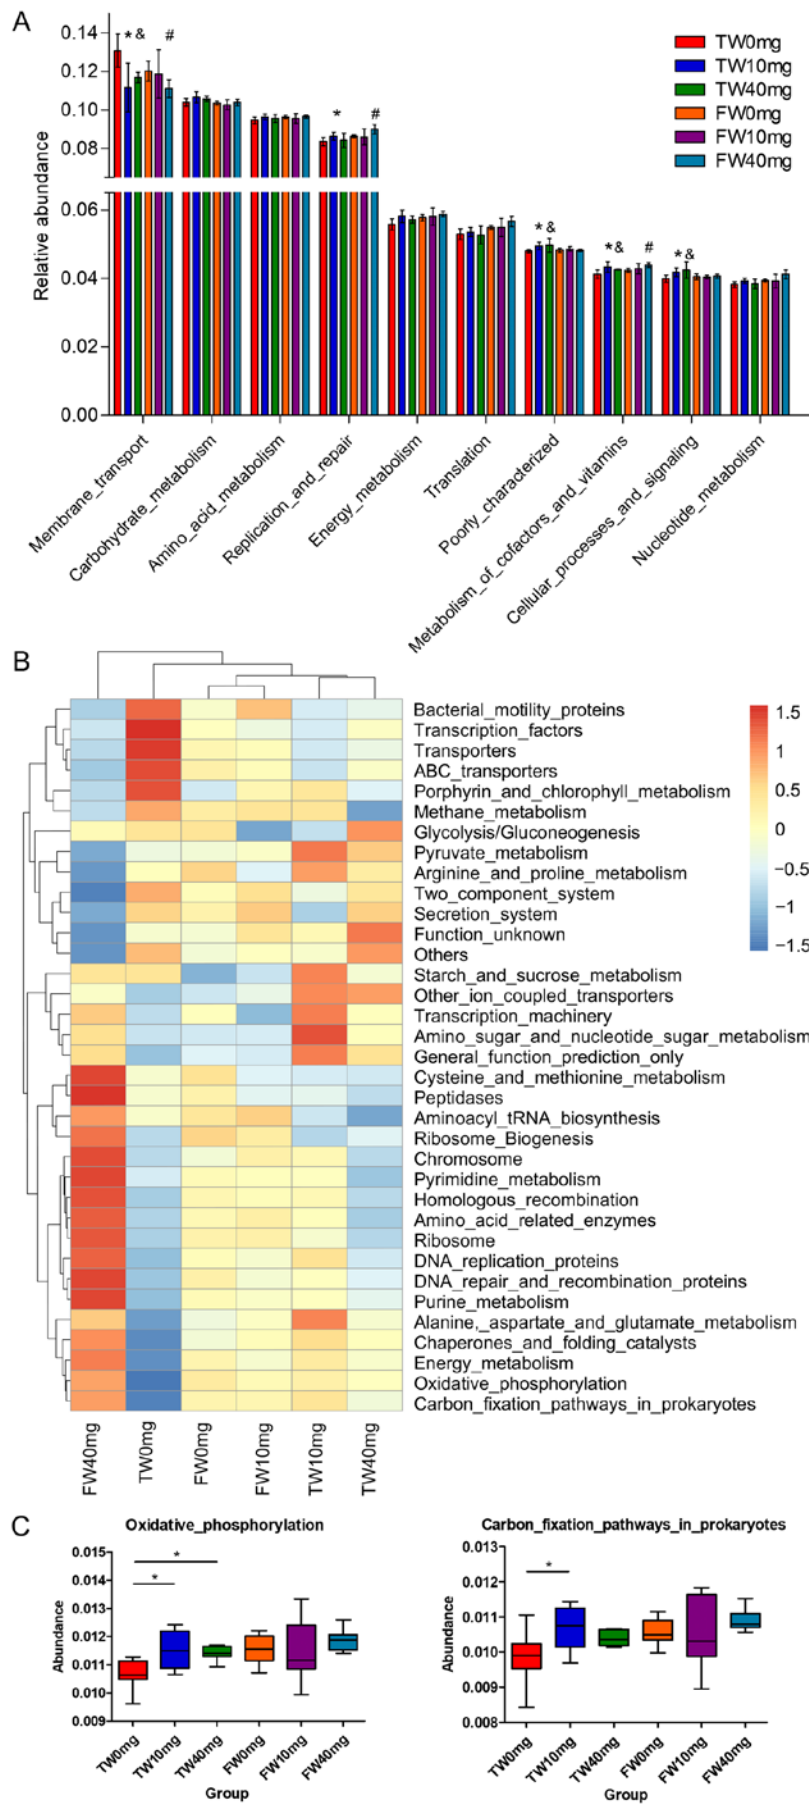 A
0.14
0.12
0.10
0.08
0.06
0.04
0.02
0.00
Relative abundance
* & #
* #
* &
* & #
* &
TW0mg
TW10mg
TW40mg
FW0mg
FW10mg
FW40mg
Membrane_transport
Carbohydrate_metabolism
Amino_acid_metabolism
Replication_and_repair
Energy_metabolism
Translation
Poorly_characterized
Metabolism_of_cofactors_and_vitamins
Cellular_processes_and_signaling
Nucleotide_metabolism
B
Bacterial_motility_proteins
Transcription_factors
Transporters
ABC_transporters
Porphyrin_and_chlorophyll_metabolism
Methane_metabolism
Glycolysis/Gluconeogenesis
Pyruvate_metabolism
Arginine_and_proline_metabolism
Two_component_system
Secretion_system
Function_unknown
Others
Starch_and_sucrose_metabolism
Other_ion_coupled_transporters
Transcription_machinery
Amino_sugar_and_nucleotide_sugar_metabolism
General_function_prediction_only
Cysteine_and_methionine_metabolism
Peptidases
Aminoacyl_tRNA_biosynthesis
Ribosome_Biogenesis
Chromosome
Pyrimidine_metabolism
Homologous_recombination
Amino_acid_related_enzymes
Ribosome
DNA_replication_proteins
DNA_repair_and_recombination_proteins
Purine_metabolism
Alanine,_aspartate_and_glutamate_metabolism
Chaperones_and_folding_catalysts
Energy_metabolism
Oxidative_phosphorylation
Carbon_fixation_pathways_in_prokaryotes
1.5
1
0.5
0
−0.5
−1
−1.5
FW40mg
TW0mg
FW0mg
FW10mg
TW10mg
TW40mg
C
Oxidative_phosphorylation
0.015
0.014
0.013
0.012
0.011
0.010
0.009
Abundance
*
*
TW0mg
TW10mg
TW40mg
FW0mg
FW10mg
FW40mg
Group
Carbon_fixation_pathways_in_prokaryotes
0.013
0.012
0.011
0.010
0.009
0.008
Abundance
*
TW0mg
TW10mg
TW40mg
FW0mg
FW10mg
FW40mg
Group